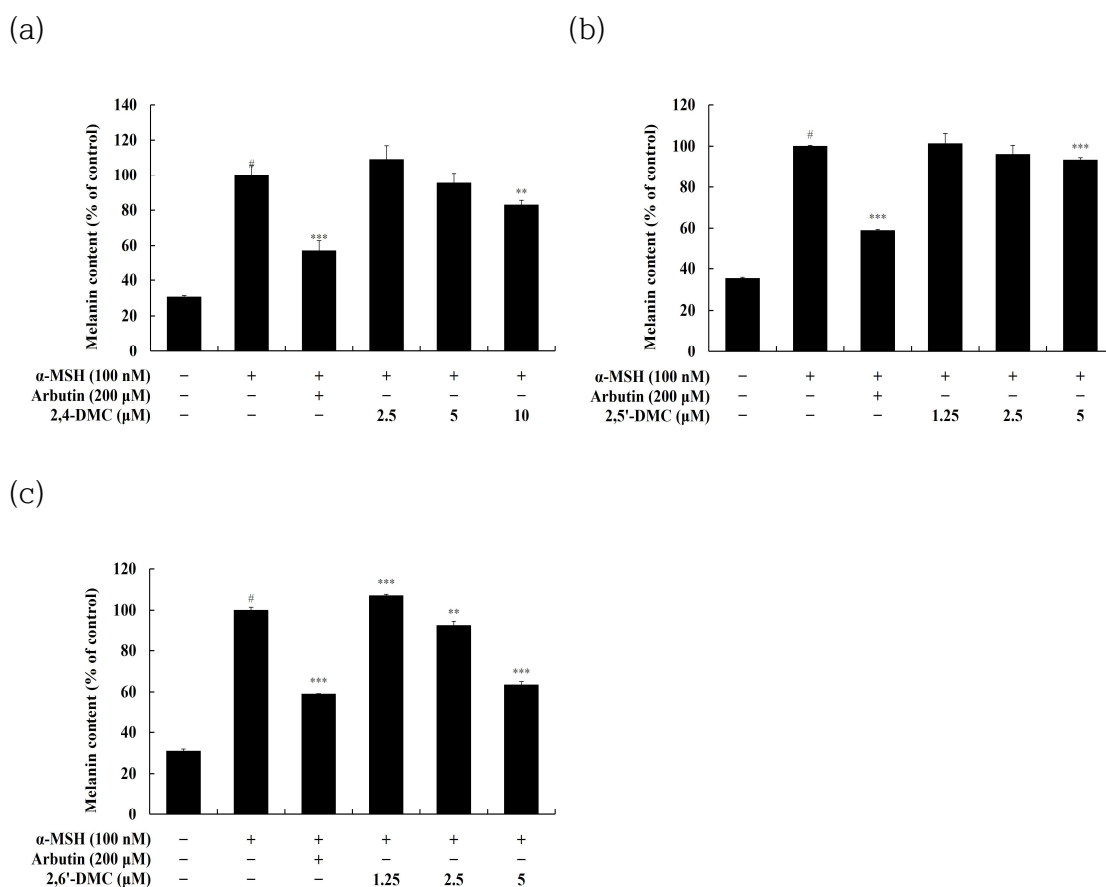 (a)
(b)
Melanin content (% of control)
140
120
100
80
60
40
20
0
#
***
**
α-MSH (100 nM) − + + + + +
Arbutin (200 μM) − − + − − −
2,4-DMC (μM) − − − 2.5 5 10
Melanin content (% of control)
120
100
80
60
40
20
0
#
***
***
α-MSH (100 nM) − + + + + +
Arbutin (200 μM) − − + − − −
2,5'-DMC (μM) − − − 1.25 2.5 5
(c)
Melanin content (% of control)
120
100
80
60
40
20
0
#
***
***
**
***
α-MSH (100 nM) − + + + + +
Arbutin (200 μM) − − + − − −
2,6'-DMC (μM) − − − 1.25 2.5 5